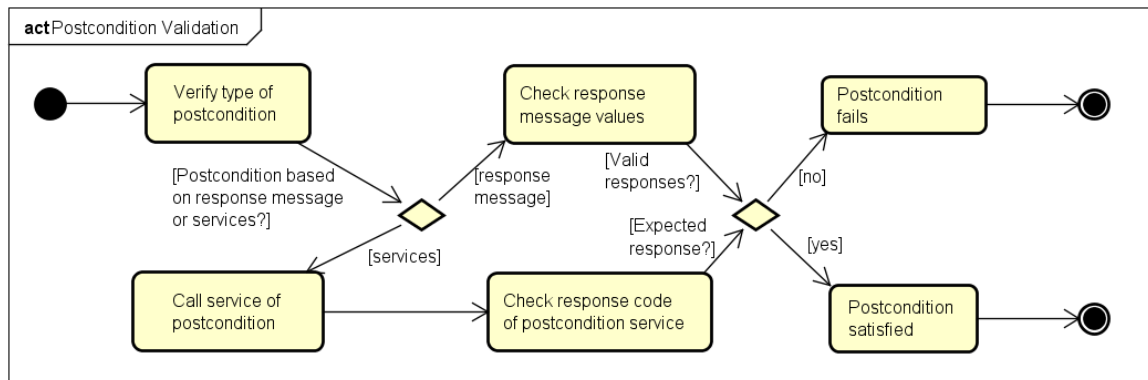 act Postcondition Validation
Verify type of
postcondition
Check response
message values
Postcondition
fails
[Postcondition based
on response message
or services?]
[response
message]
[Valid
responses?]
[no]
[services]
[Expected
response?]
[yes]
Call service of
postcondition
Check response code
of postcondition service
Postcondition
satisfied